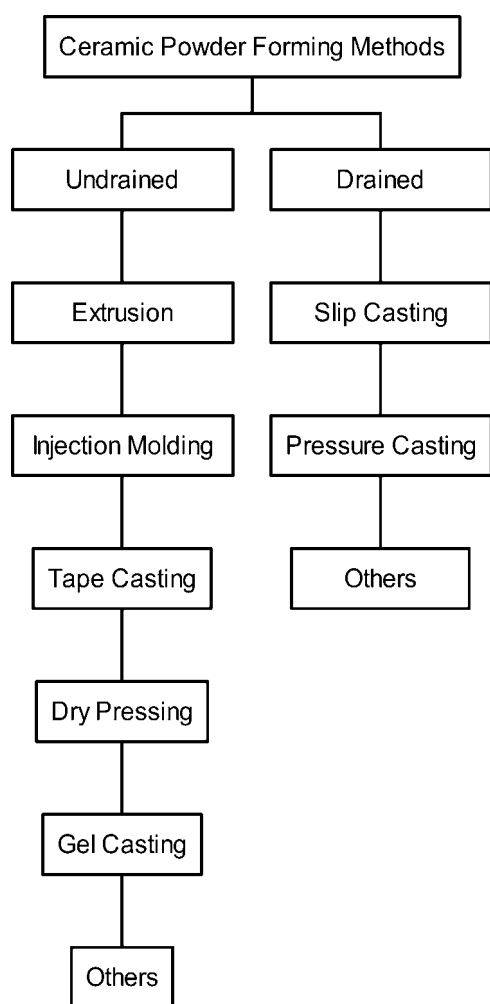 Ceramic Powder Forming Methods
Undrained
Drained
Extrusion
Slip Casting
Injection Molding
Pressure Casting
Tape Casting
Others
Dry Pressing
Gel Casting
Others